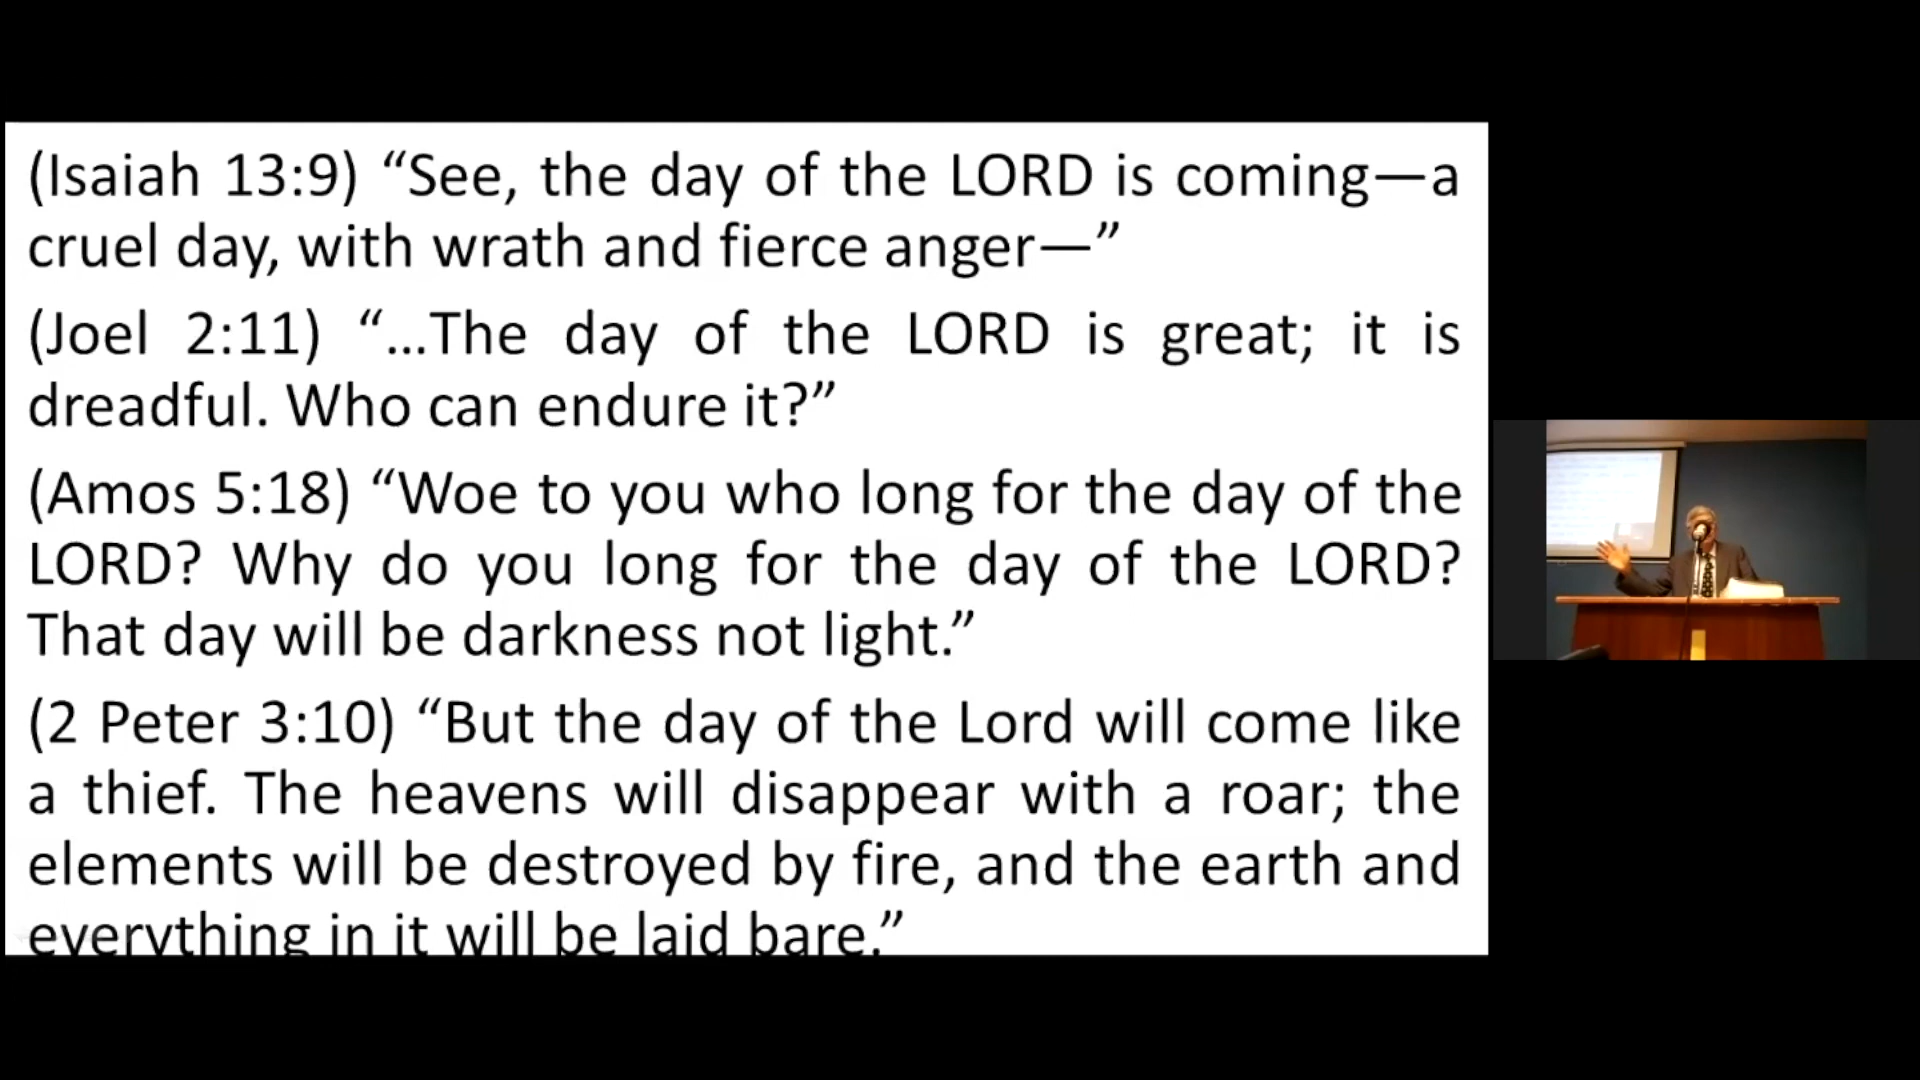 (Isaiah 13:9) “See, the day of the LORD is coming—a
cruel day, with wrath and fierce anger—”
(Joel 2:11) “...The day of the LORD is great; it is
dreadful. Who can endure it?”
(Amos 5:18) “Woe to you who long for the day of the
LORD? Why do you long for the day of the LORD?
That day will be darkness not light.”
(2 Peter 3:10) “But the day of the Lord will come like
a thief. The heavens will disappear with a roar; the
elements will be destroyed by fire, and the earth and
everything in it will be laid bare.”